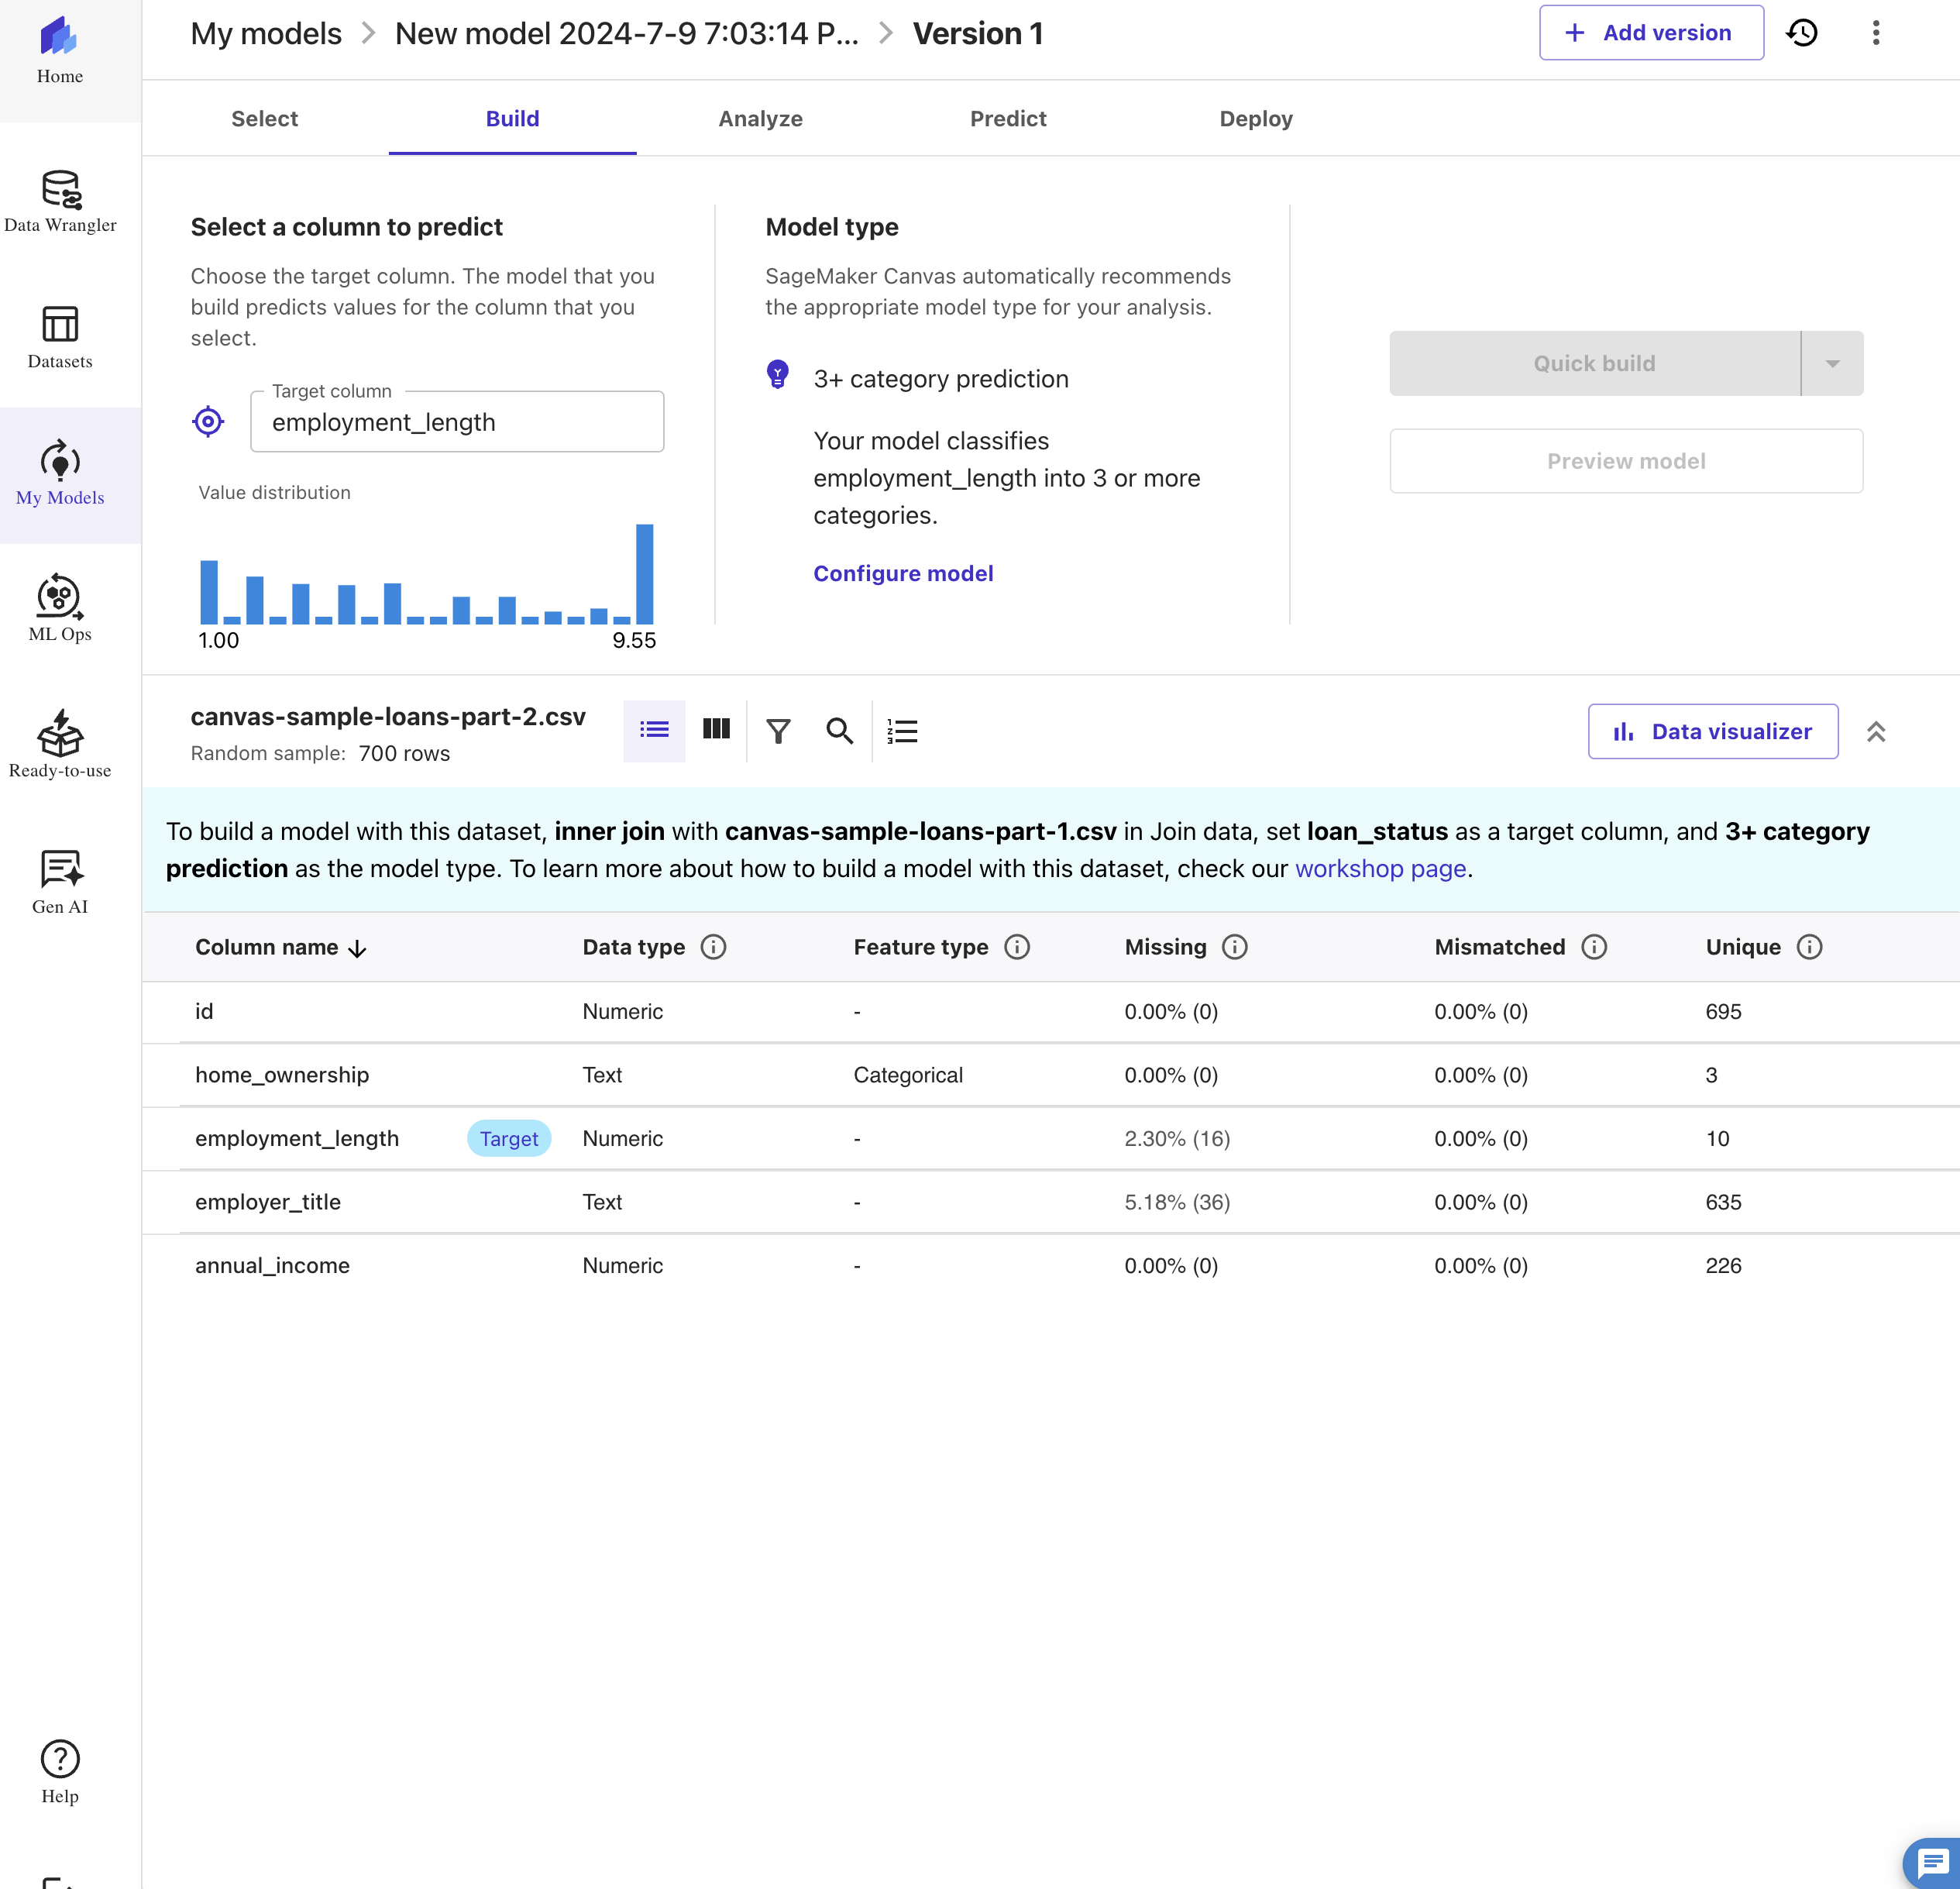 Home
Data Wrangler
Datasets
My Models
ML Ops
Ready-to-use
Gen AI
Help
My models > New model 2024-7-9 7:03:14 P... > Version 1
+ Add version
Select Build Analyze Predict Deploy
Select a column to predict
Choose the target column. The model that you
build predicts values for the column that you
select.
Target column
employment_length
Value distribution
1.00 9.55
Model type
SageMaker Canvas automatically recommends
the appropriate model type for your analysis.
3+ category prediction
Your model classifies
employment_length into 3 or more
categories.
Configure model
Quick build
Preview model
canvas-sample-loans-part-2.csv
Random sample: 700 rows
Data visualizer
To build a model with this dataset, inner join with canvas-sample-loans-part-1.csv in Join data, set loan_status as a target column, and 3+ category
prediction as the model type. To learn more about how to build a model with this dataset, check our workshop page.
Column name Data type Feature type Missing Mismatched Unique
id Numeric - 0.00% (0) 0.00% (0) 695
home_ownership Text Categorical 0.00% (0) 0.00% (0) 3
employment_length Target Numeric - 2.30% (16) 0.00% (0) 10
employer_title Text - 5.18% (36) 0.00% (0) 635
annual_income Numeric - 0.00% (0) 0.00% (0) 226